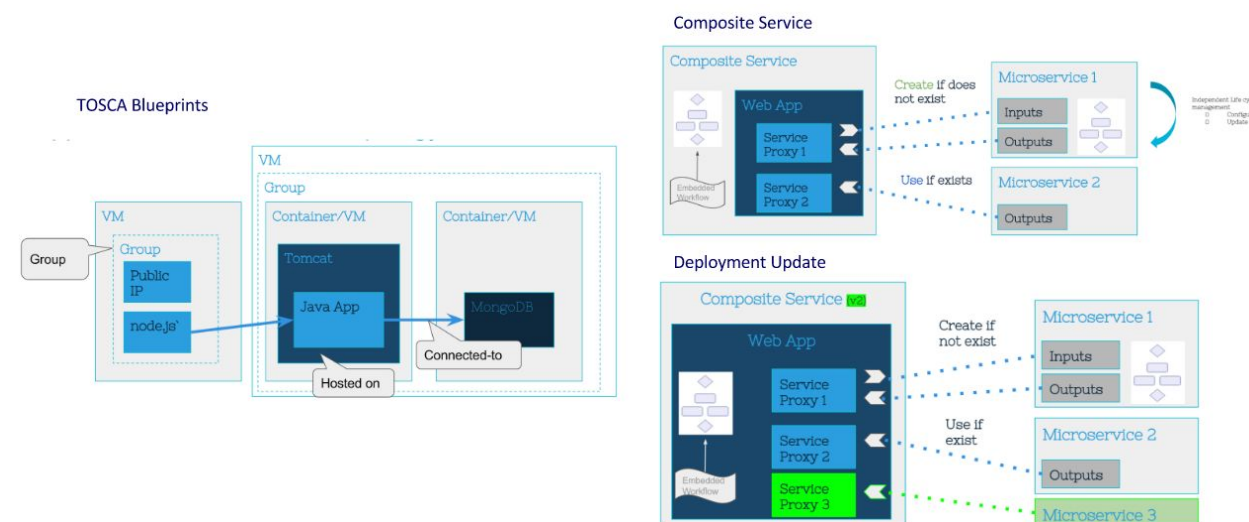 TOSCA Blueprints
VM
Group
Group
Public
IP
node.js`
VM
Group
Container/VM
Tomcat
Java App
Hosted on
Container/VM
MongoDB
Connected-to
Composite Service
Composite Service
Embedded
Workflow
Web App
Service
Proxy 1
Service
Proxy 2
Create if does
not exist
Use if exists
Microservice 1
Inputs
Outputs
Independent Life
management
Update
Microservice 2
Outputs
Deployment Update
Composite Service (v2)
Web App
Embedded
Workflow
Service
Proxy 1
Service
Proxy 2
Service
Proxy 3
Create if
not exist
Use if
exist
Microservice 1
Inputs
Outputs
Microservice 2
Outputs
Microservice 3